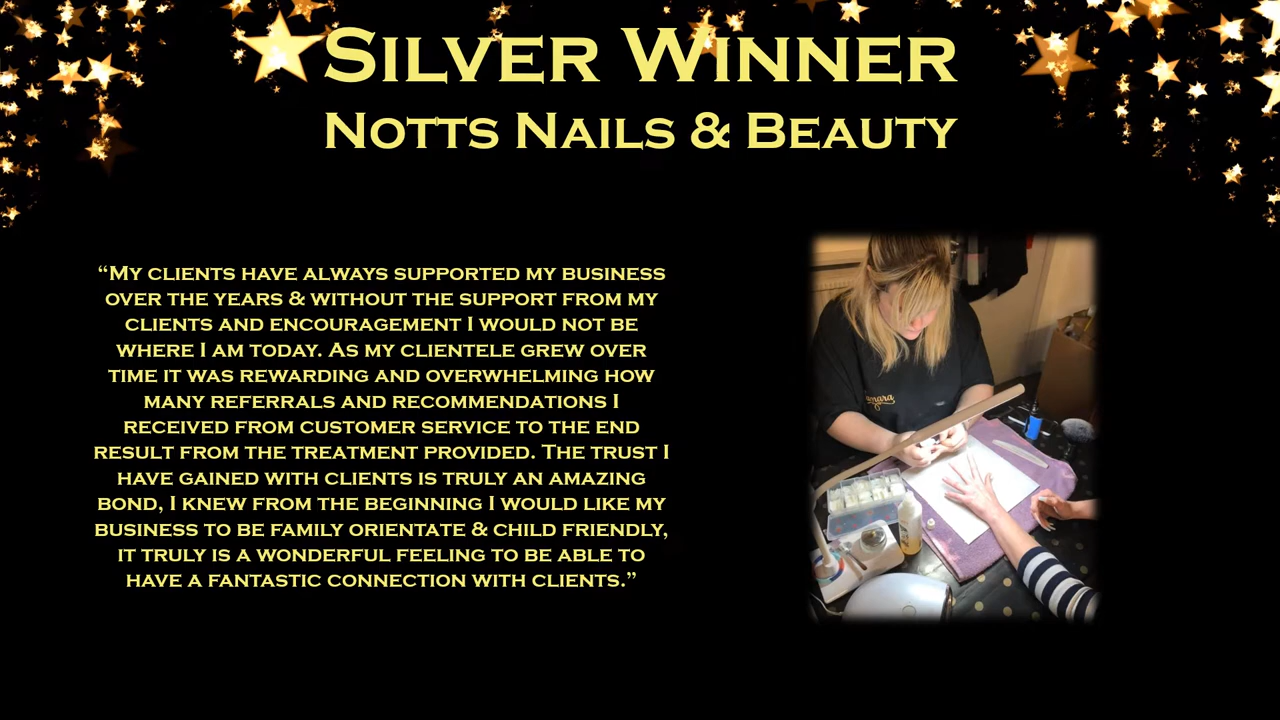 Silver Winner
Notts Nails & Beauty
“My clients have always supported my business
over the years & without the support from my
clients and encouragement I would not be
where I am today. As my clientele grew over
time it was rewarding and overwhelming how
many referrals and recommendations I
received from customer service to the end
result from the treatment provided. The trust I
have gained with clients is truly an amazing
bond, I knew from the beginning I would like my
business to be family orientate & child friendly,
it truly is a wonderful feeling to be able to
have a fantastic connection with clients.”